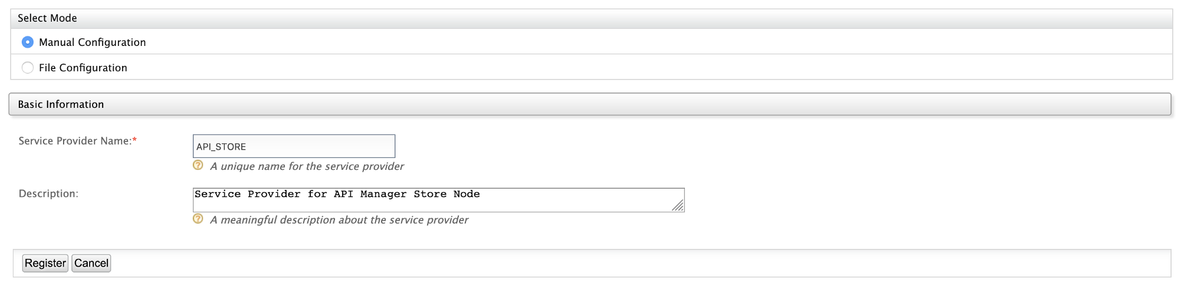 Select Mode
Manual Configuration
File Configuration
Basic Information
Service Provider Name:*
API_STORE
A unique name for the service provider
Description:
Service Provider for API Manager Store Node
A meaningful description about the service provider
Register Cancel